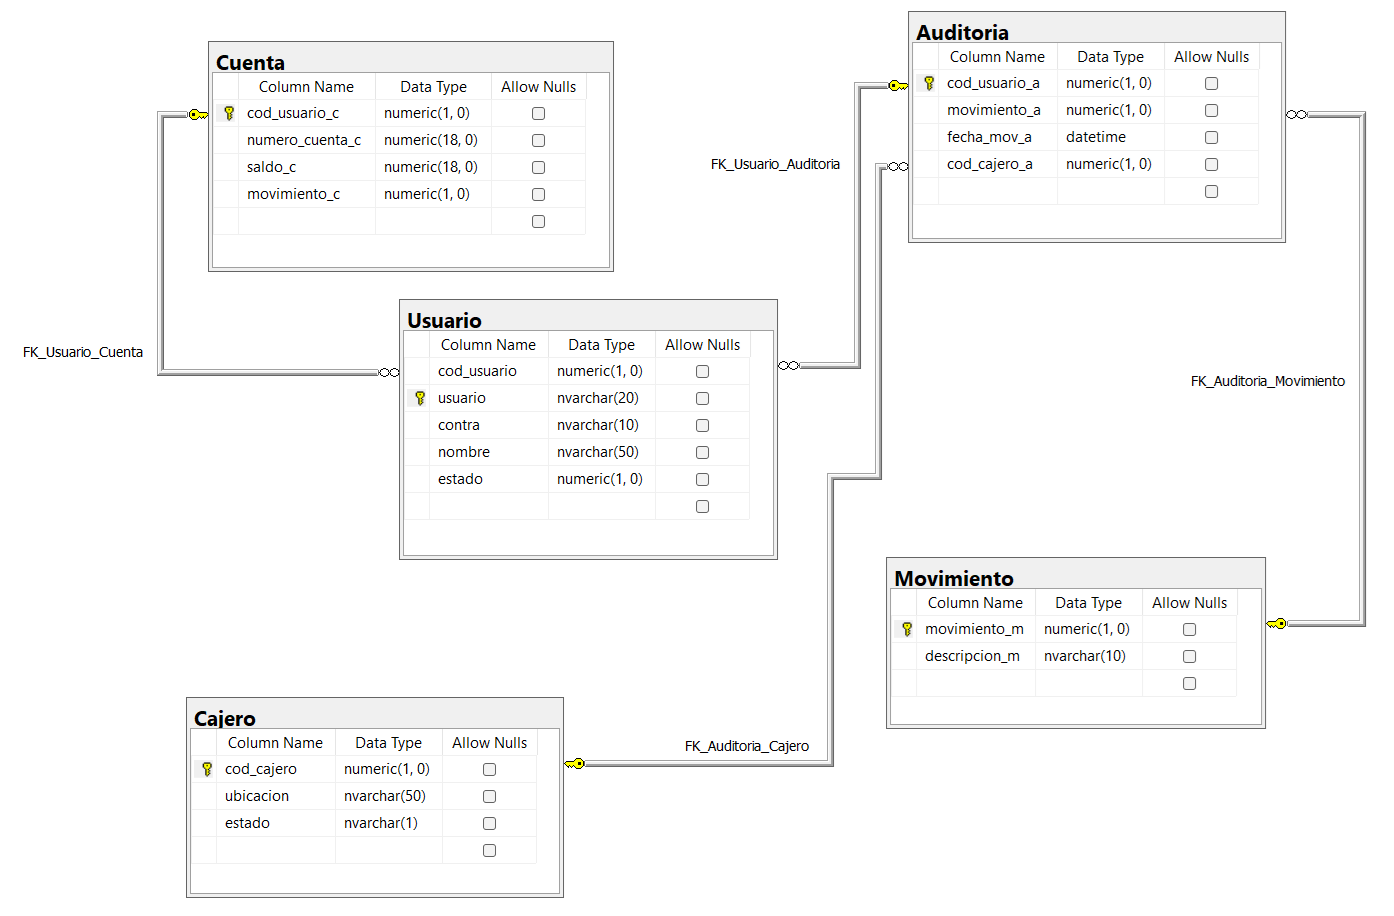 Cuenta
Column Name Data Type Allow Nulls
cod_usuario_c numeric(1, 0)
numero_cuenta_c numeric(18, 0)
saldo_c numeric(18, 0)
movimiento_c numeric(1, 0)
Auditoria
Column Name Data Type Allow Nulls
cod_usuario_a numeric(1, 0)
movimiento_a numeric(1, 0)
fecha_mov_a datetime
cod_cajero_a numeric(1, 0)
FK_Usuario_Auditoria
FK_Usuario_Cuenta
Usuario
Column Name Data Type Allow Nulls
cod_usuario numeric(1, 0)
usuario nvarchar(20)
contra nvarchar(10)
nombre nvarchar(50)
estado numeric(1, 0)
FK_Auditoria_Movimiento
Movimiento
Column Name Data Type Allow Nulls
movimiento_m numeric(1, 0)
descripcion_m nvarchar(10)
Cajero
Column Name Data Type Allow Nulls
cod_cajero numeric(1, 0)
ubicacion nvarchar(50)
estado nvarchar(1)
FK_Auditoria_Cajero